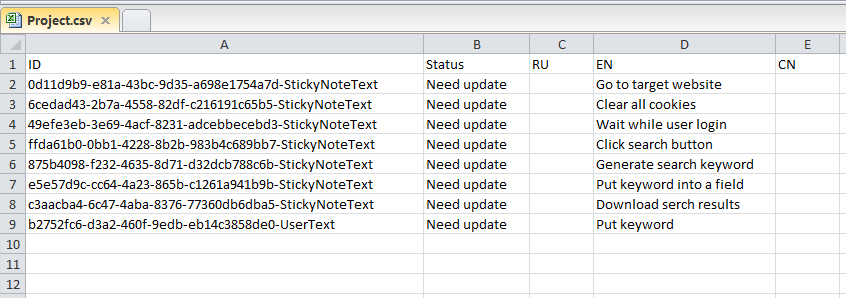 Project.csv
A B C D E
1 ID Status RU EN CN
2 0d11d9b9-e81a-43bc-9d35-a698e1754a7d-StickyNoteText Need update Go to target website
3 6cedad43-2b7a-4558-82df-c216191c65b5-StickyNoteText Need update Clear all cookies
4 49efe3eb-3e69-4acf-8231-adcebbecebd3-StickyNoteText Need update Wait while user login
5 ffda61b0-0bb1-4228-8b2b-983b4c689bb7-StickyNoteText Need update Click search button
6 875b4098-f232-4635-8d71-d32dcb788c6b-StickyNoteText Need update Generate search keyword
7 e5e57d9c-cc64-4a23-865b-c1261a941b9b-StickyNoteText Need update Put keyword into a field
8 c3aacba4-6c47-4aba-8376-77360db6dba5-StickyNoteText Need update Download serch results
9 b2752fc6-d3a2-460f-9edb-eb14c3858de0-UserText Need update Put keyword
10
11
12